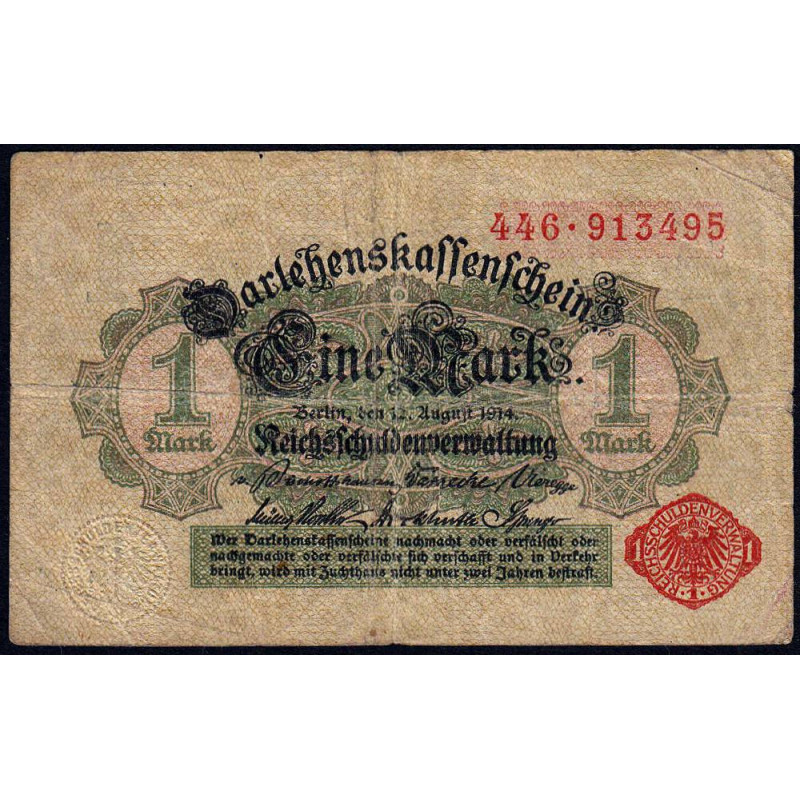 446·913495
Darlehenskassenschein
Eine Mark.
1 Mark
1 Mark
Berlin, den 12. August 1914.
Reichsschuldenverwaltung
Wer Darlehenskassenscheine nachmacht oder verfälscht oder
nachgemachte oder verfälschte sich verschafft und in Verkehr
bringt, wird mit Zuchthaus nicht unter zwei Jahren bestraft.
REICHSSCHULDENVERWALTUNG
1 1
·1·